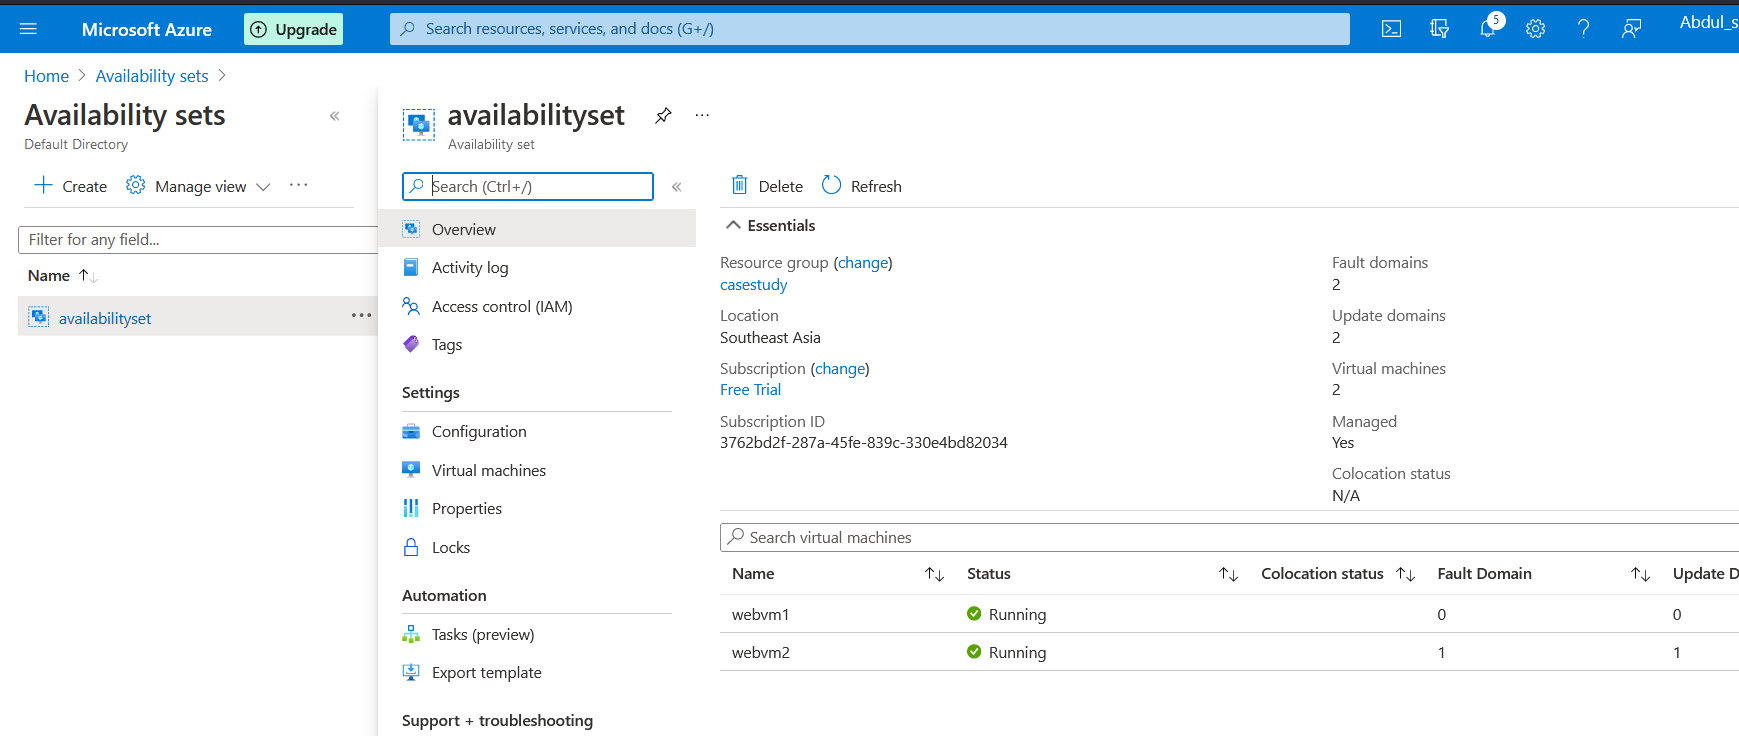 Microsoft Azure
Upgrade
Search resources, services, and docs (G+/)
5
Abdul_s
Home > Availability sets >
Availability sets
«
Default Directory
Create
Manage view
...
Filter for any field...
Name ↑↓
availabilityset
...
availabilityset
...
Availability set
Search (Ctrl+/)
«
Overview
Activity log
Access control (IAM)
Tags
Settings
Configuration
Virtual machines
Properties
Locks
Automation
Tasks (preview)
Export template
Support + troubleshooting
Delete
Refresh
Essentials
Resource group (change)
casestudy
Location
Southeast Asia
Subscription (change)
Free Trial
Subscription ID
3762bd2f-287a-45fe-839c-330e4bd82034
Fault domains
2
Update domains
2
Virtual machines
2
Managed
Yes
Colocation status
N/A
Search virtual machines
Name ↑↓ Status ↑↓ Colocation status ↑↓ Fault Domain ↑↓ Update D
webvm1 Running 0 0
webvm2 Running 1 1